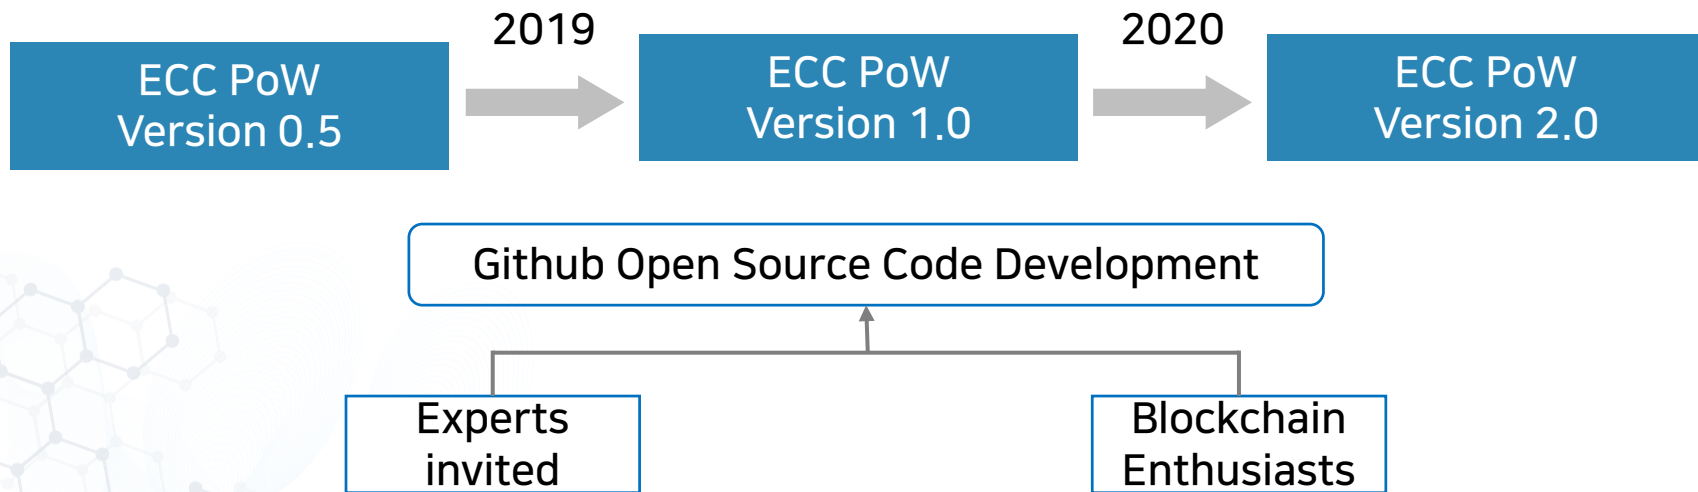 2019
2020
ECC PoW
Version 0.5
ECC PoW
Version 1.0
ECC PoW
Version 2.0
Github Open Source Code Development
Experts
invited
Blockchain
Enthusiasts